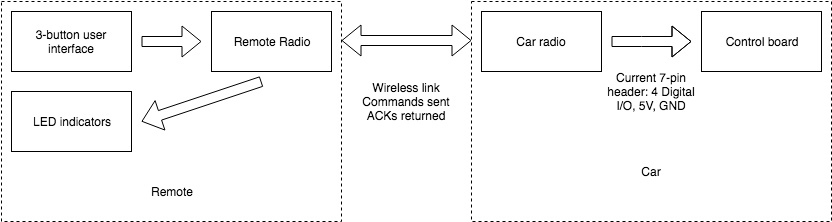 3-button user
interface
Remote Radio
LED indicators
Remote
Wireless link
Commands sent
ACKs returned
Car radio
Control board
Current 7-pin
header: 4 Digital
I/O, 5V, GND
Car